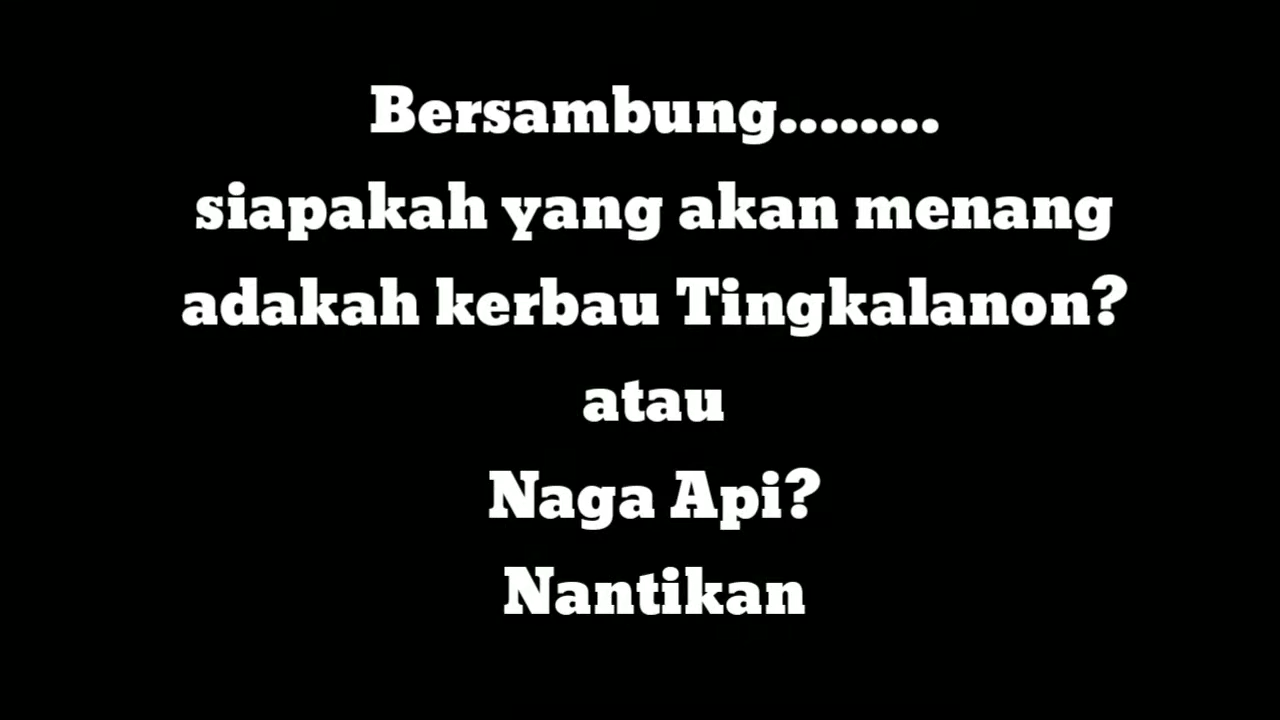 Bersambung........
siapakah yang akan menang
adakah kerbau Tingkalanon?
atau
Naga Api?
Nantikan